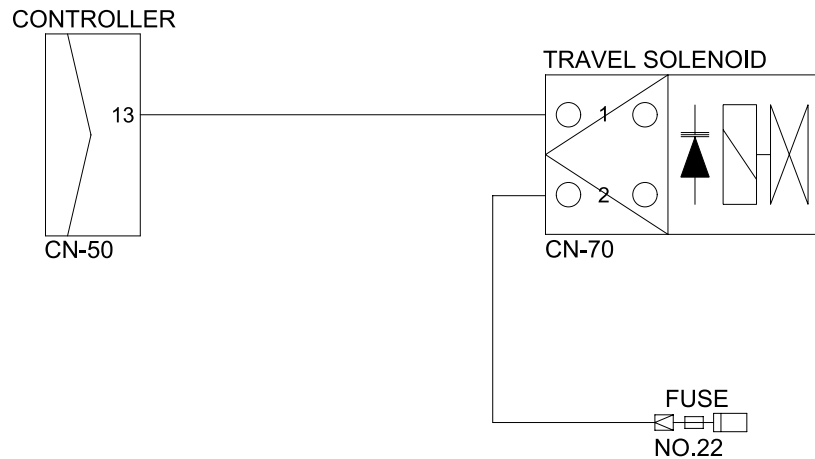 CONTROLLER
TRAVEL SOLENOID
13
1
2
CN-50
CN-70
FUSE
NO.22